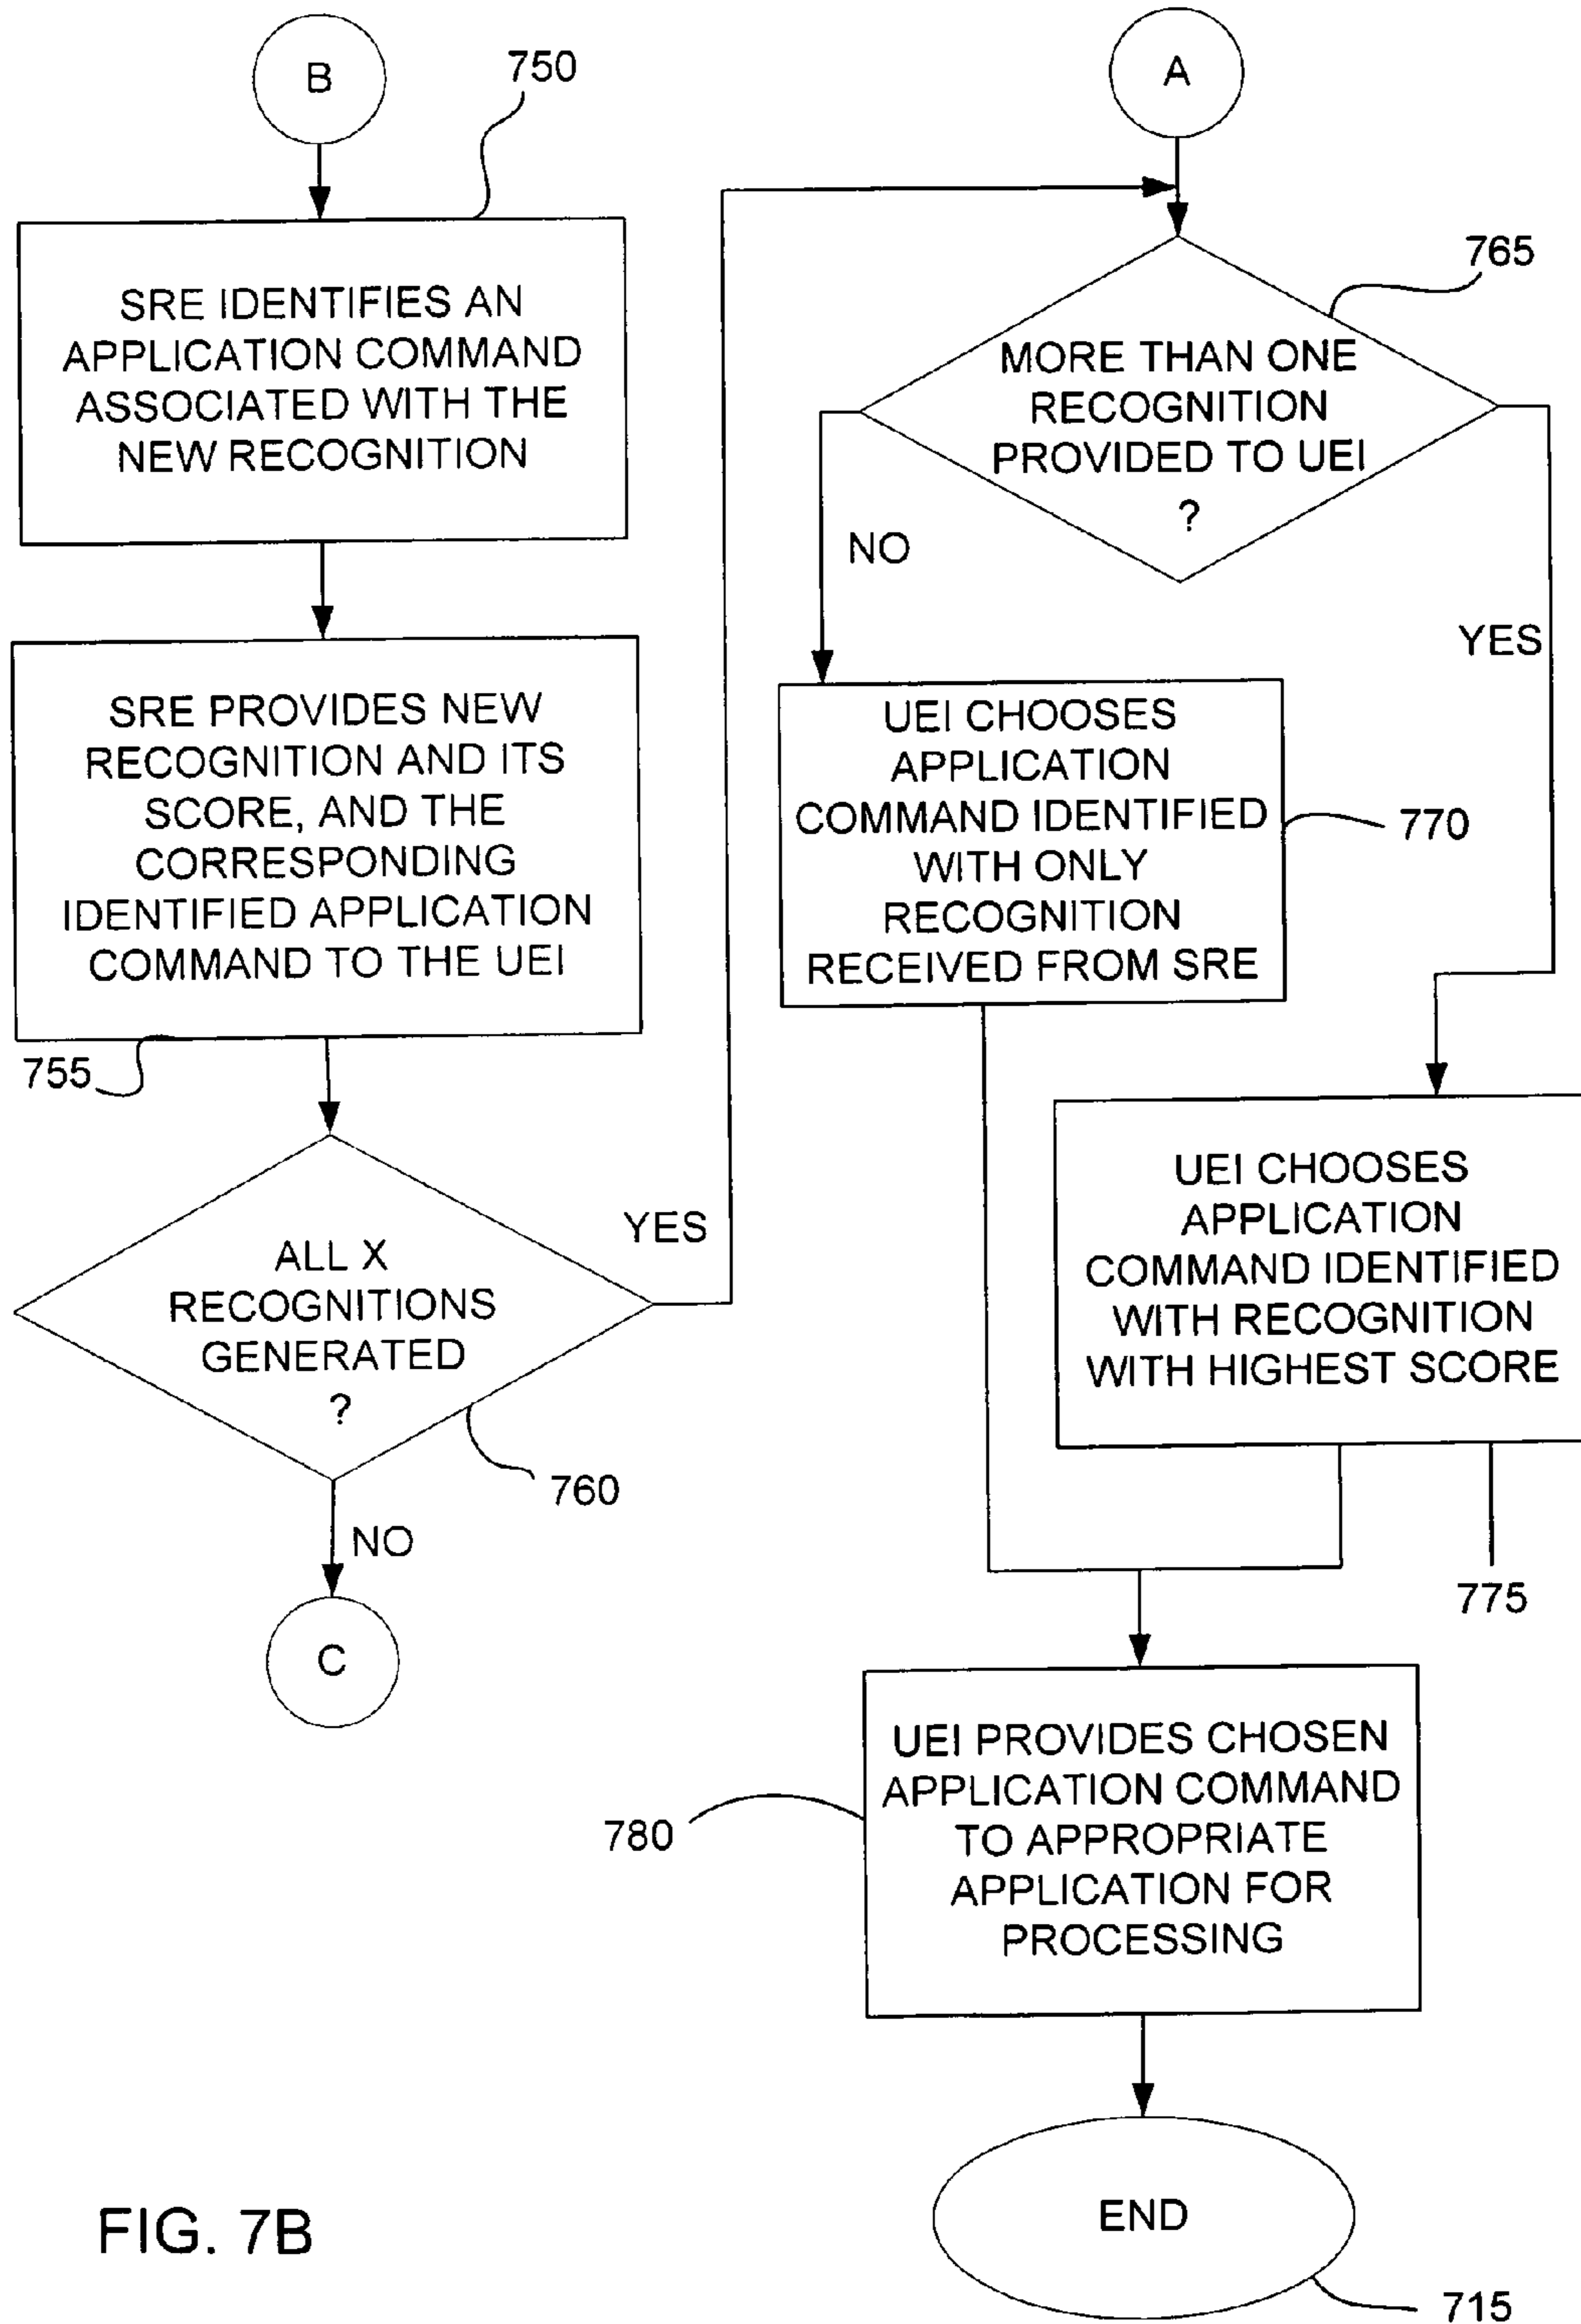 B
750
SRE IDENTIFIES AN
APPLICATION COMMAND
ASSOCIATED WITH THE
NEW RECOGNITION
SRE PROVIDES NEW
RECOGNITION AND ITS
SCORE, AND THE
CORRESPONDING
IDENTIFIED APPLICATION
COMMAND TO THE UEI
755
ALL X
RECOGNITIONS
GENERATED
?
YES
760
NO
C
A
765
MORE THAN ONE
RECOGNITION
PROVIDED TO UEI
?
NO
YES
UEI CHOOSES
APPLICATION
COMMAND IDENTIFIED
WITH ONLY
RECOGNITION
RECEIVED FROM SRE
770
UEI CHOOSES
APPLICATION
COMMAND IDENTIFIED
WITH RECOGNITION
WITH HIGHEST SCORE
775
UEI PROVIDES CHOSEN
APPLICATION COMMAND
TO APPROPRIATE
APPLICATION FOR
PROCESSING
780
END
715
FIG. 7B